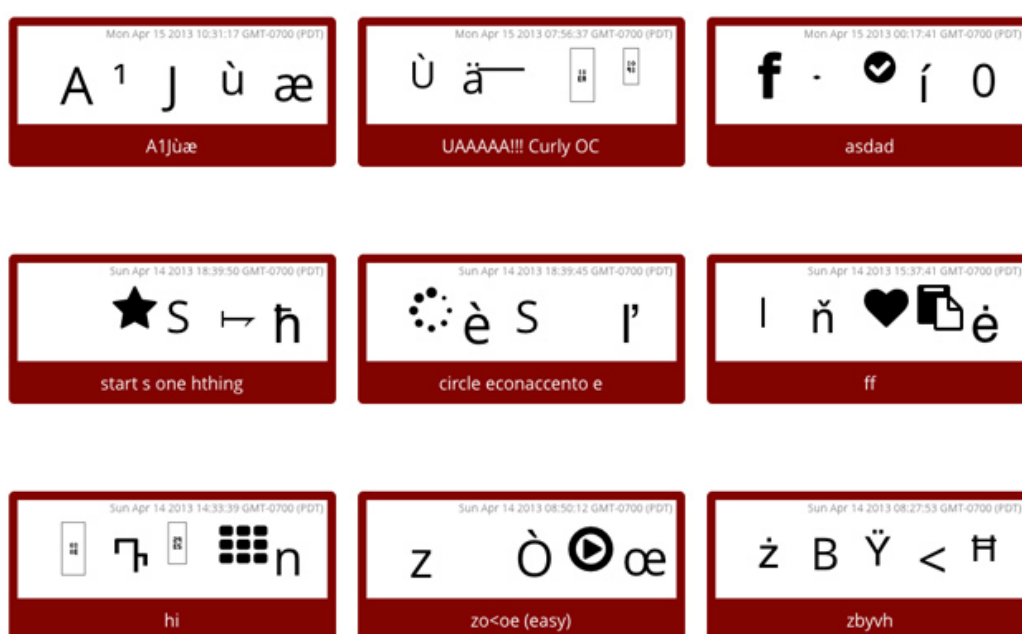 Mon Apr 15 2013 10:31:17 GMT-0700 (PDT)
A ¹ J ù æ
A1Jùæ
Mon Apr 15 2013 07:56:37 GMT-0700 (PDT)
Ù ä
UAAAAA!!! Curly OC
Mon Apr 15 2013 00:17:41 GMT-0700 (PDT)
f í 0
asdad
Sun Apr 14 2013 18:39:50 GMT-0700 (PDT)
★ S ħ
start s one hthing
Sun Apr 14 2013 18:39:45 GMT-0700 (PDT)
è S ľ
circle econaccento e
Sun Apr 14 2013 15:37:41 GMT-0700 (PDT)
ň ♥ ė
ff
Sun Apr 14 2013 14:33:39 GMT-0700 (PDT)
n
hi
Sun Apr 14 2013 08:50:12 GMT-0700 (PDT)
z Ò œ
zo<oe (easy)
Sun Apr 14 2013 08:27:53 GMT-0700 (PDT)
ż B Ÿ < Ħ
zbyvh